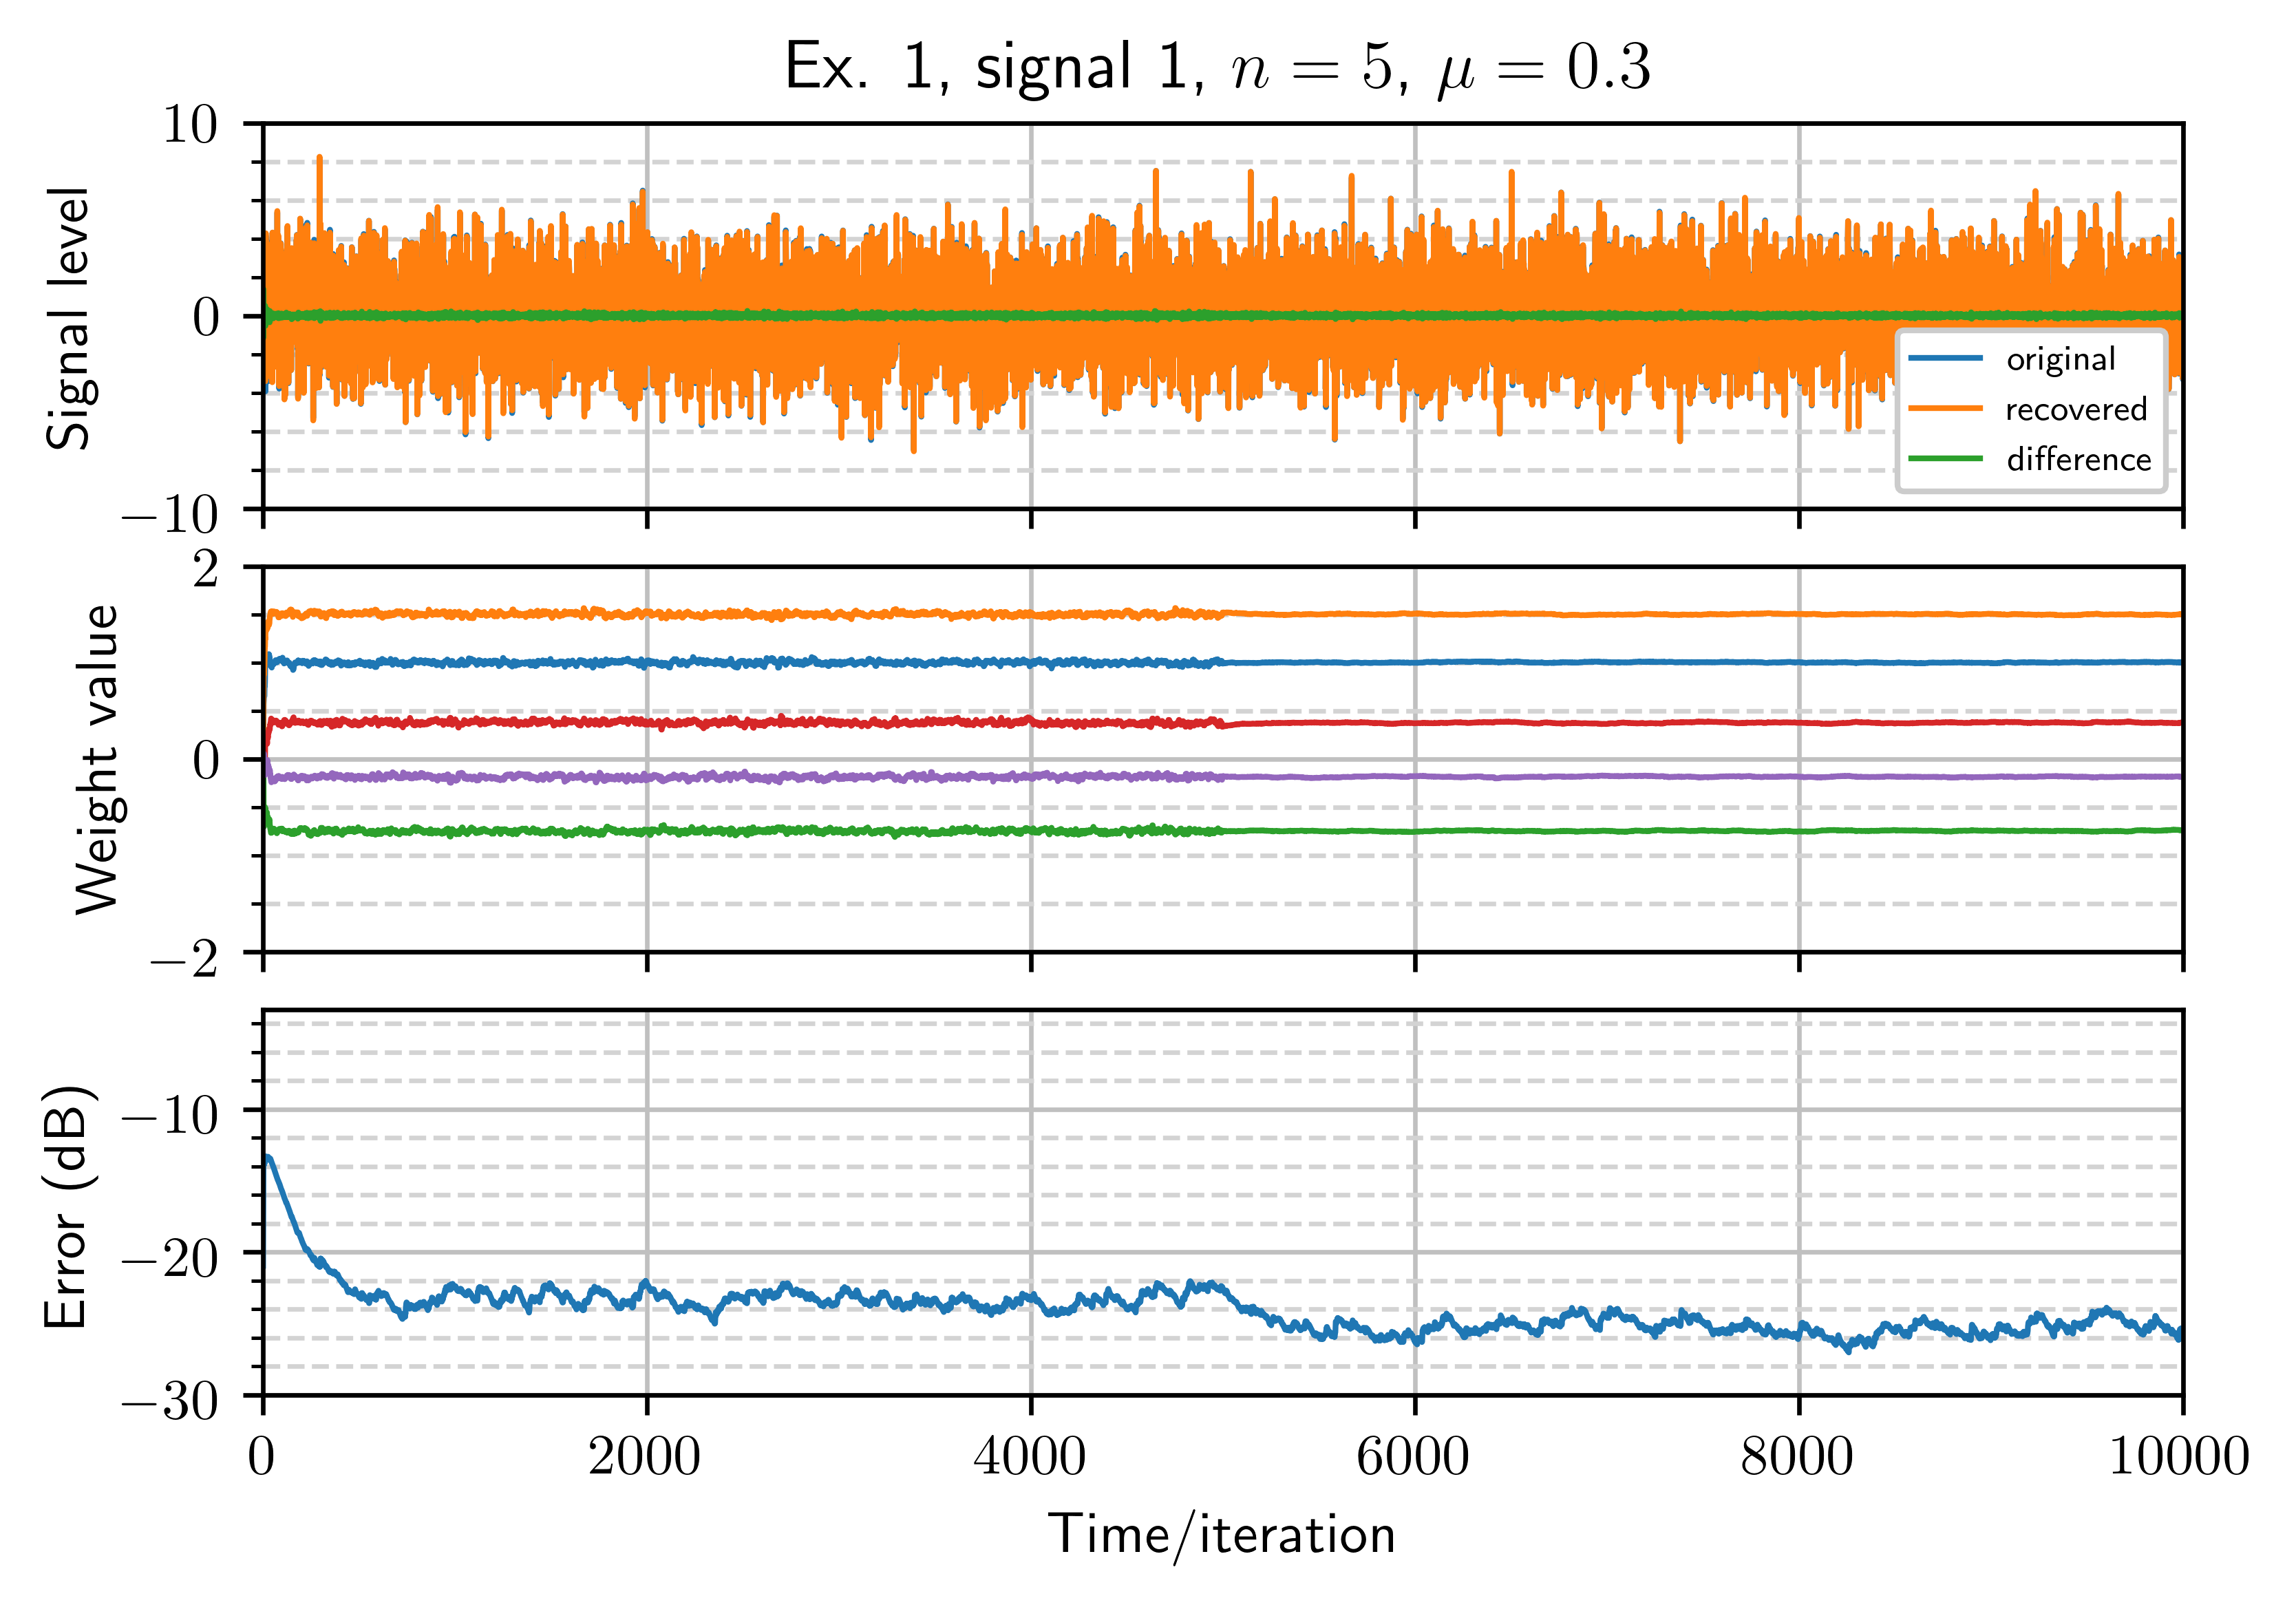 Ex. 1, signal 1, n = 5, μ = 0.3
Signal level
10
0
−10
original
recovered
difference
Weight value
2
0
−2
Error (dB)
−10
−20
−30
0 2000 4000 6000 8000 10000
Time/iteration